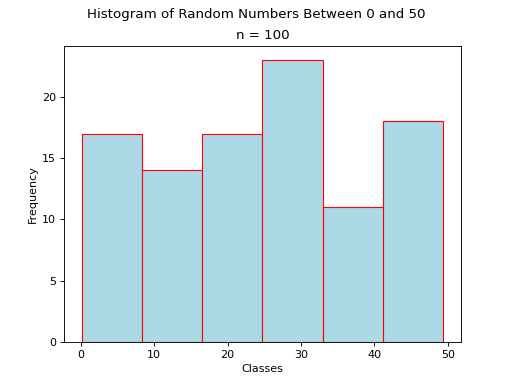 Histogram of Random Numbers Between 0 and 50
n = 100
Frequency
20
15
10
5
0
0 10 20 30 40 50
Classes